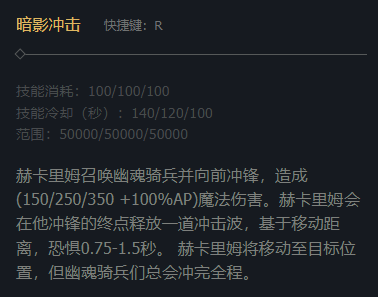 暗影冲击 快捷键：R
技能消耗：100/100/100
技能冷却（秒）：140/120/100
范围：50000/50000/50000
赫卡里姆召唤幽魂骑兵并向前冲锋，造成
(150/250/350 +100%AP)魔法伤害。赫卡里姆会
在他冲锋的终点释放一道冲击波，基于移动距
离，恐惧0.75-1.5秒。 赫卡里姆将移动至目标位
置，但幽魂骑兵们总会冲完全程。